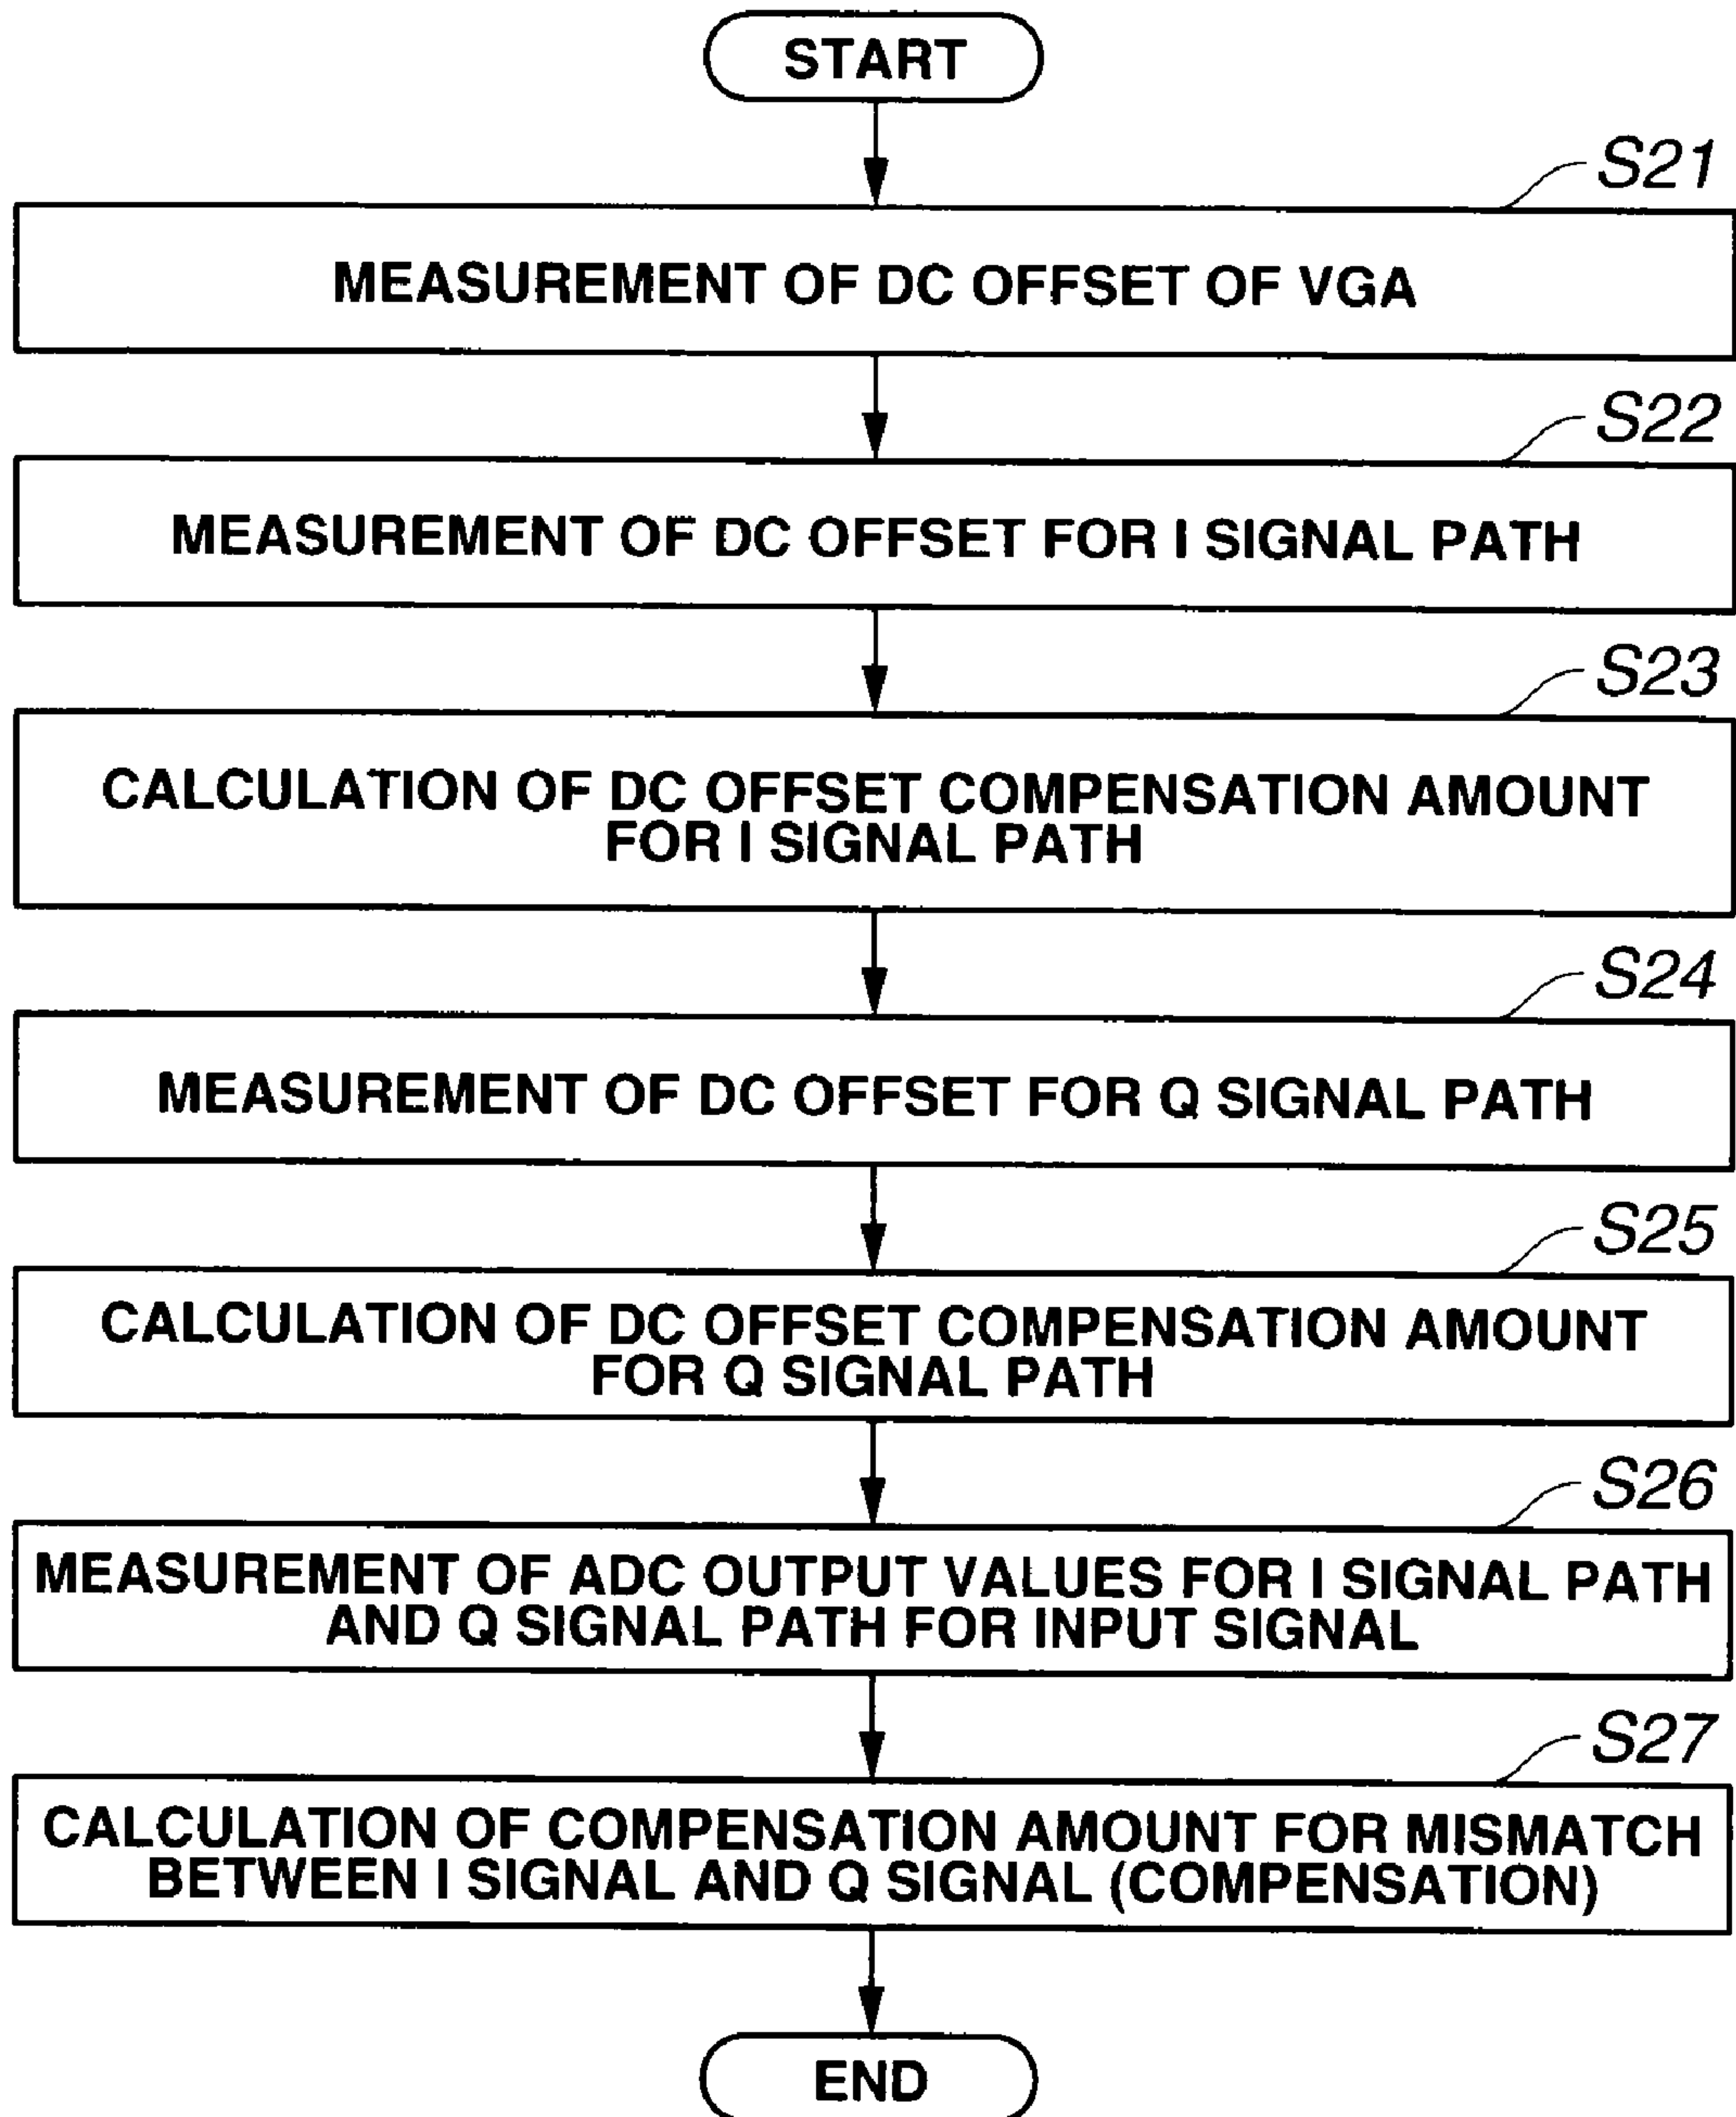 START
S21
MEASUREMENT OF DC OFFSET OF VGA
S22
MEASUREMENT OF DC OFFSET FOR I SIGNAL PATH
S23
CALCULATION OF DC OFFSET COMPENSATION AMOUNT
FOR I SIGNAL PATH
S24
MEASUREMENT OF DC OFFSET FOR Q SIGNAL PATH
S25
CALCULATION OF DC OFFSET COMPENSATION AMOUNT
FOR Q SIGNAL PATH
S26
MEASUREMENT OF ADC OUTPUT VALUES FOR I SIGNAL PATH
AND Q SIGNAL PATH FOR INPUT SIGNAL
S27
CALCULATION OF COMPENSATION AMOUNT FOR MISMATCH
BETWEEN I SIGNAL AND Q SIGNAL (COMPENSATION)
END